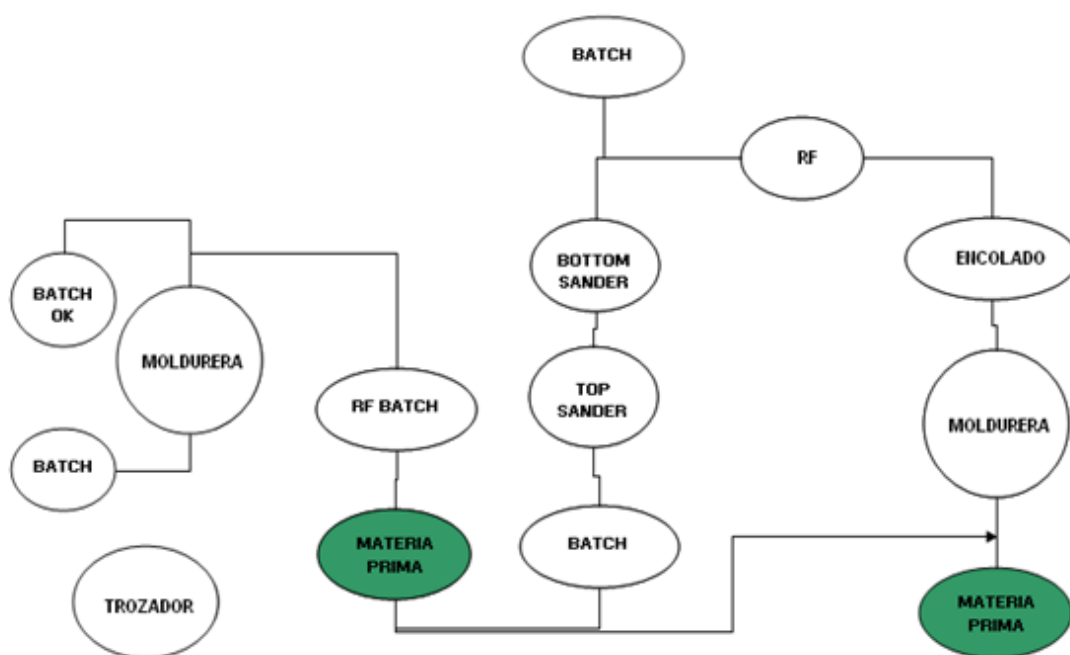 BATCH
RF
BOTTOM
SANDER
ENCOLADO
BATCH
OK
MOLDURERA
TOP
SANDER
RF BATCH
MOLDURERA
BATCH
MATERIA
PRIMA
BATCH
TROZADOR
MATERIA
PRIMA